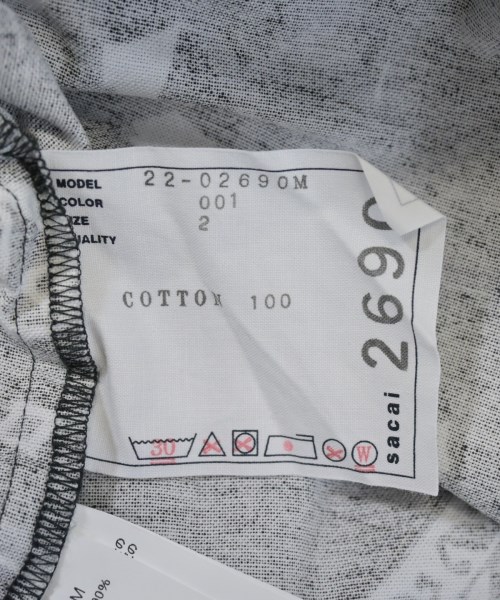 MODEL 22-02690M
COLOR 001
SIZE 2
QUALITY
COTTON 100
30
W
sacai 2690